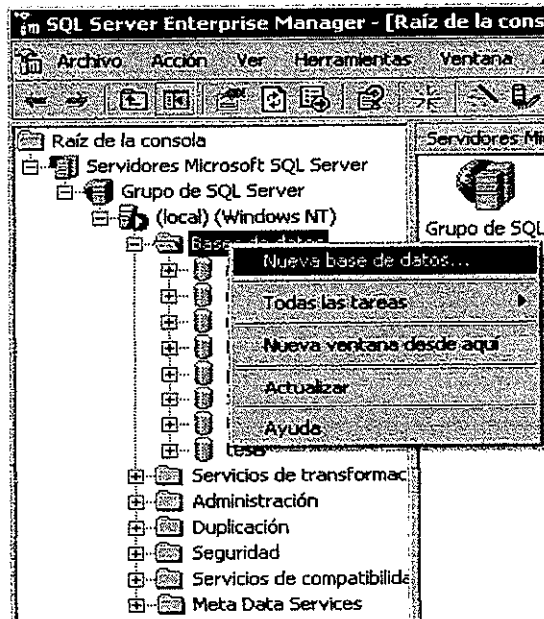 SQL Server Enterprise Manager - [Raíz de la cons
Archivo Acción Ver Herramientas Ventana
Raíz de la consola
Servidores Microsoft SQL Server
Grupo de SQL Server
(local) (Windows NT)
Bases de datos
Servidores Mi
Grupo de SQL
Nueva base de datos...
Todas las tareas
Nueva ventana desde aquí
Actualizar
Ayuda
Servicios de transformac
Administración
Duplicación
Seguridad
Servicios de compatibilida
Meta Data Services